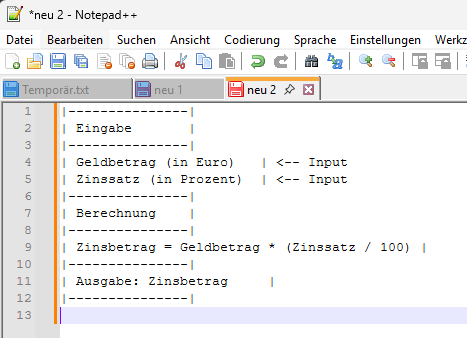 *neu 2 - Notepad++
Datei Bearbeiten Suchen Ansicht Codierung Sprache Einstellungen
Temporär.txt neu 1 neu 2
1 |---------------|
2 | Eingabe       |
3 |---------------|
4 | Geldbetrag (in Euro)   | <-- Input
5 | Zinssatz (in Prozent)  | <-- Input
6 |---------------|
7 | Berechnung    |
8 |---------------|
9 | Zinsbetrag = Geldbetrag * (Zinssatz / 100) |
10 |---------------|
11 | Ausgabe: Zinsbetrag     |
12 |---------------|
13